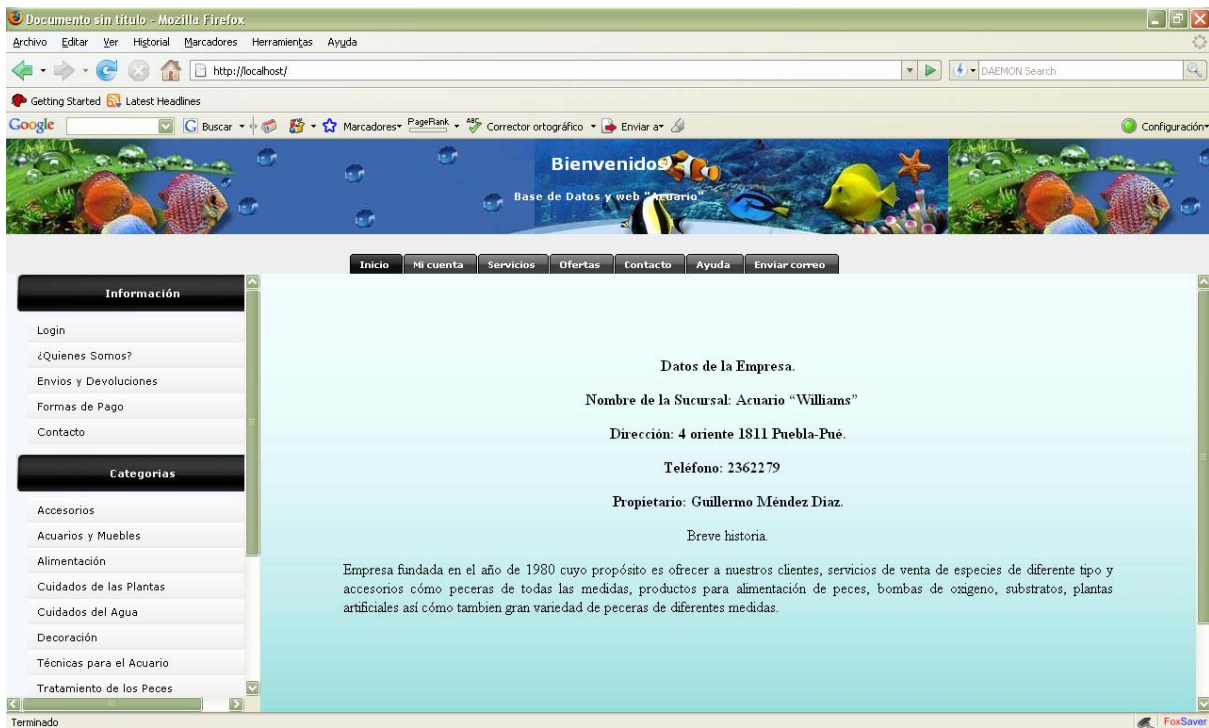 Documento sin título - Mozilla Firefox
Archivo Editar Ver Historial Marcadores Herramientas Ayuda
http://localhost/
DAEMON Search
Getting Started Latest Headlines
Google Buscar Marcadores PageRank ABC Corrector ortográfico Enviar a Configuración
Bienvenidos
Base de Datos y web "Acuario"
Inicio Mi cuenta Servicios Ofertas Contacto Ayuda Enviar correo
Información
Login
¿Quienes Somos?
Envios y Devoluciones
Formas de Pago
Contacto
Categorias
Accesorios
Acuarios y Muebles
Alimentación
Cuidados de las Plantas
Cuidados del Agua
Decoración
Técnicas para el Acuario
Tratamiento de los Peces
Datos de la Empresa.
Nombre de la Sucursal: Acuario “Williams”
Dirección: 4 oriente 1811 Puebla-Pué.
Teléfono: 2362279
Propietario: Guillermo Méndez Diaz.
Breve historia.
Empresa fundada en el año de 1980 cuyo propósito es ofrecer a nuestros clientes, servicios de venta de especies de diferente tipo y
accesorios cómo peceras de todas las medidas, productos para alimentación de peces, bombas de oxigeno, substratos, plantas
artificiales así cómo tambien gran variedad de peceras de diferentes medidas.
Terminado
FoxSaver